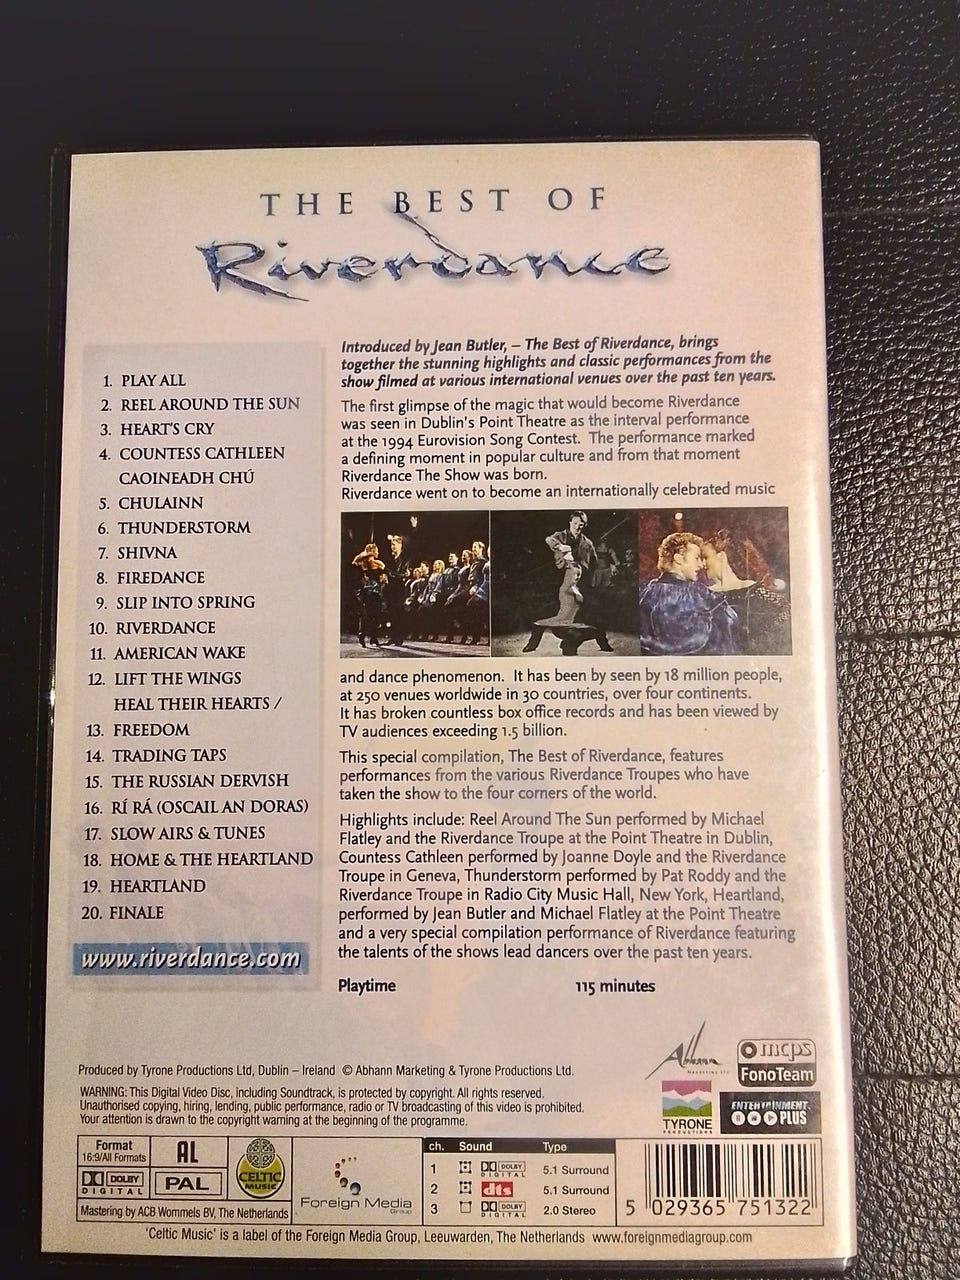 THE BEST OF
Riverdance
1. PLAY ALL
2. REEL AROUND THE SUN
3. HEART'S CRY
4. COUNTESS CATHLEEN
CAOINEADH CHÚ
5. CHULAINN
6. THUNDERSTORM
7. SHIVNA
8. FIREDANCE
9. SLIP INTO SPRING
10. RIVERDANCE
11. AMERICAN WAKE
12. LIFT THE WINGS
HEAL THEIR HEARTS /
13. FREEDOM
14. TRADING TAPS
15. THE RUSSIAN DERVISH
16. RÍ RÁ (OSCAIL AN DORAS)
17. SLOW AIRS & TUNES
18. HOME & THE HEARTLAND
19. HEARTLAND
20. FINALE
www.riverdance.com
Introduced by Jean Butler, – The Best of Riverdance, brings
together the stunning highlights and classic performances from the
show filmed at various international venues over the past ten years.
The first glimpse of the magic that would become Riverdance
was seen in Dublin's Point Theatre as the interval performance
at the 1994 Eurovision Song Contest. The performance marked
a defining moment in popular culture and from that moment
Riverdance The Show was born.
Riverdance went on to become an internationally celebrated music
and dance phenomenon. It has been by seen by 18 million people,
at 250 venues worldwide in 30 countries, over four continents.
It has broken countless box office records and has been viewed by
TV audiences exceeding 1.5 billion.
This special compilation, The Best of Riverdance, features
performances from the various Riverdance Troupes who have
taken the show to the four corners of the world.
Highlights include: Reel Around The Sun performed by Michael
Flatley and the Riverdance Troupe at the Point Theatre in Dublin,
Countess Cathleen performed by Joanne Doyle and the Riverdance
Troupe in Geneva, Thunderstorm performed by Pat Roddy and the
Riverdance Troupe in Radio City Music Hall, New York, Heartland,
performed by Jean Butler and Michael Flatley at the Point Theatre
and a very special compilation performance of Riverdance featuring
the talents of the shows lead dancers over the past ten years.
Playtime 115 minutes
Produced by Tyrone Productions Ltd, Dublin – Ireland © Abhann Marketing & Tyrone Productions Ltd.
WARNING: This Digital Video Disc, including Soundtrack, is protected by copyright. All rights reserved.
Unauthorised copying, hiring, lending, public performance, radio or TV broadcasting of this video is prohibited.
Your attention is drawn to the copyright warning at the beginning of the programme.
Abhann
MARKETING LTD
mcps
FonoTeam
TYRONE
PRODUCTIONS
ENTERTAINMENT
PLUS
Format
16:9/All Formats
AL
DOLBY
DIGITAL
PAL
CELTIC
MUSIC
Mastering by ACB Wommels BV, The Netherlands
Foreign Media
Group
ch. Sound Type
1 DOLBY DIGITAL 5.1 Surround
2 dts 5.1 Surround
3 DOLBY DIGITAL 2.0 Stereo
5 029365 751322
'Celtic Music' is a label of the Foreign Media Group, Leeuwarden, The Netherlands www.foreignmediagroup.com